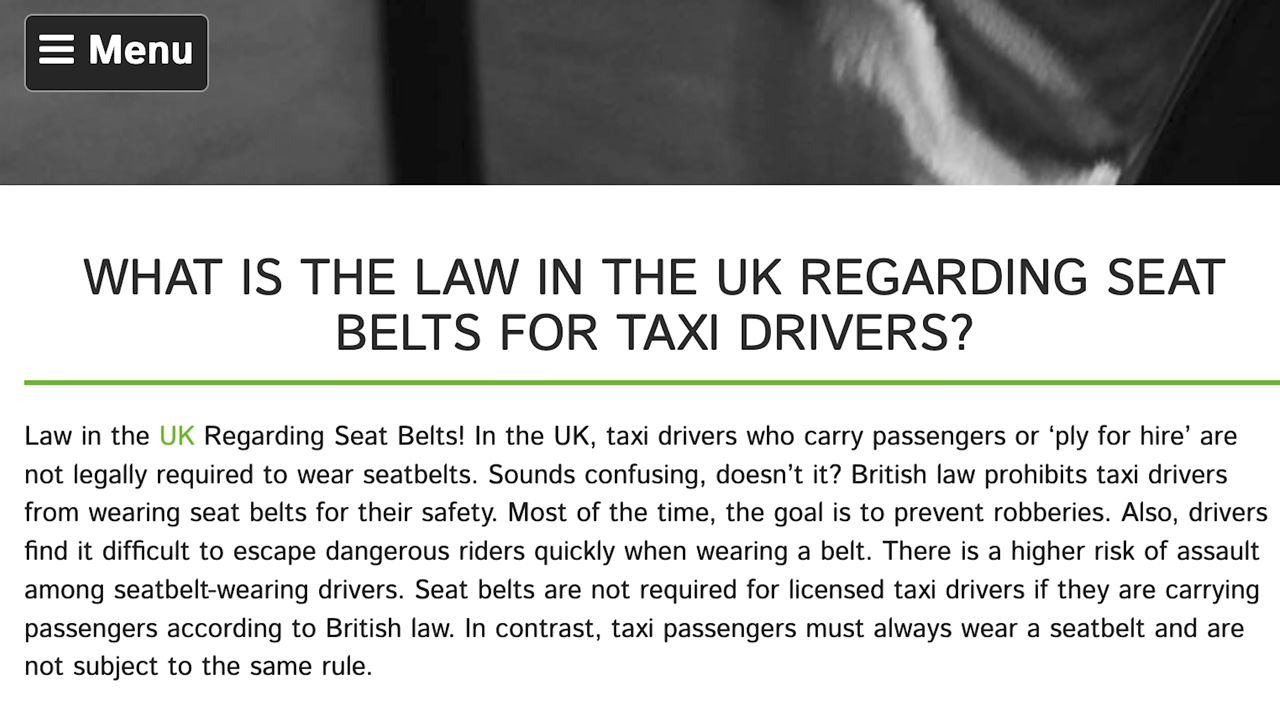 Menu
WHAT IS THE LAW IN THE UK REGARDING SEAT
BELTS FOR TAXI DRIVERS?
Law in the UK Regarding Seat Belts! In the UK, taxi drivers who carry passengers or ‘ply for hire’ are
not legally required to wear seatbelts. Sounds confusing, doesn’t it? British law prohibits taxi drivers
from wearing seat belts for their safety. Most of the time, the goal is to prevent robberies. Also, drivers
find it difficult to escape dangerous riders quickly when wearing a belt. There is a higher risk of assault
among seatbelt-wearing drivers. Seat belts are not required for licensed taxi drivers if they are carrying
passengers according to British law. In contrast, taxi passengers must always wear a seatbelt and are
not subject to the same rule.